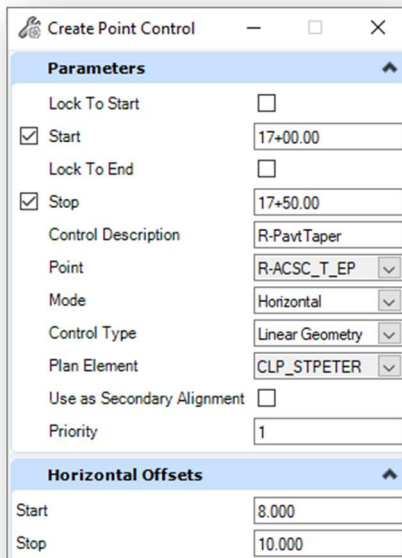 Create Point Control
Parameters
Lock To Start
Start 17+00.00
Lock To End
Stop 17+50.00
Control Description R-PavtTaper
Point R-ACSC_T_EP
Mode Horizontal
Control Type Linear Geometry
Plan Element CLP_STPETER
Use as Secondary Alignment
Priority 1
Horizontal Offsets
Start 8.000
Stop 10.000